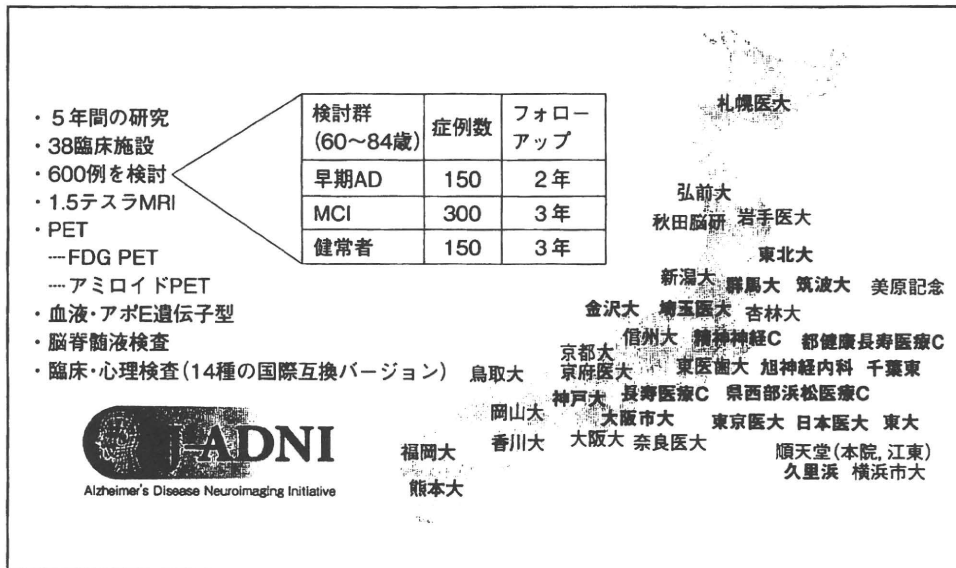 ・5年間の研究
・38臨床施設
・600例を検討
・1.5テスラMRI
・PET
---FDG PET
---アミロイドPET
・血液・アポE遺伝子型
・脳脊髄液検査
・臨床・心理検査(14種の国際互換バージョン)
検討群(60〜84歳) 症例数 フォローアップ
早期AD 150 2年
MCI 300 3年
健常者 150 3年
J-ADNI
Alzheimer's Disease Neuroimaging Initiative
札幌医大
弘前大
秋田脳研 岩手医大
東北大
新潟大 群馬大 筑波大 美原記念
金沢大 埼玉医大 杏林大
信州大 精神神経C 都健康長寿医療C
京都大
鳥取大 京府医大 東医歯大 旭神経内科 千葉東
神戸大 長寿医療C 県西部浜松医療C
岡山大 大阪市大 東京医大 日本医大 東大
福岡大 香川大 大阪大 奈良医大 順天堂(本院, 江東)
久里浜 横浜市大
熊本大